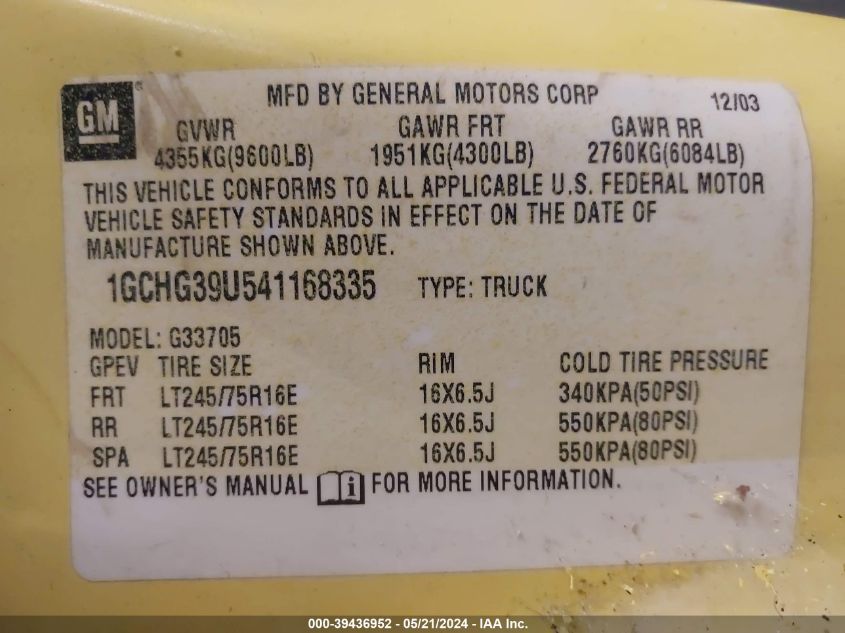 GM
MFD BY GENERAL MOTORS CORP 12/03
GVWR GAWR FRT GAWR RR
4355KG(9600LB) 1951KG(4300LB) 2760KG(6084LB)
THIS VEHICLE CONFORMS TO ALL APPLICABLE U.S. FEDERAL MOTOR
VEHICLE SAFETY STANDARDS IN EFFECT ON THE DATE OF
MANUFACTURE SHOWN ABOVE.
1GCHG39U541168335 TYPE: TRUCK
MODEL: G33705
GPEV TIRE SIZE RIM COLD TIRE PRESSURE
FRT LT245/75R16E 16X6.5J 340KPA(50PSI)
RR LT245/75R16E 16X6.5J 550KPA(80PSI)
SPA LT245/75R16E 16X6.5J 550KPA(80PSI)
SEE OWNER'S MANUAL i FOR MORE INFORMATION.
000-39436952 - 05/21/2024 - IAA Inc.